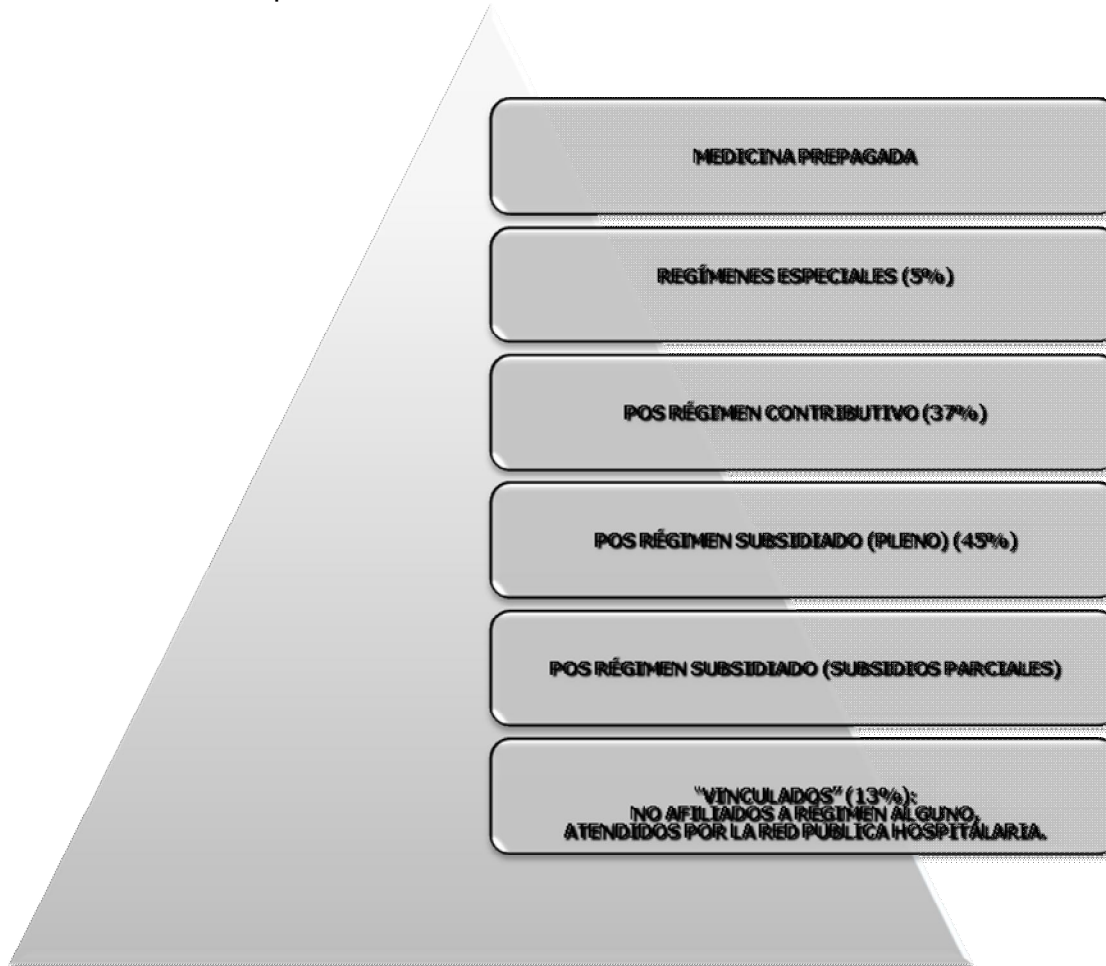 MEDICINA PREPAGADA
REGÍMENES ESPECIALES (5%)
POS RÉGIMEN CONTRIBUTIVO (37%)
POS RÉGIMEN SUBSIDIADO (PLENO) (45%)
POS RÉGIMEN SUBSIDIADO (SUBSIDIOS PARCIALES)
"VINCULADOS" (13%):
NO AFILIADOS A RÉGIMEN ALGUNO,
ATENDIDOS POR LA RED PÚBLICA HOSPITALARIA.